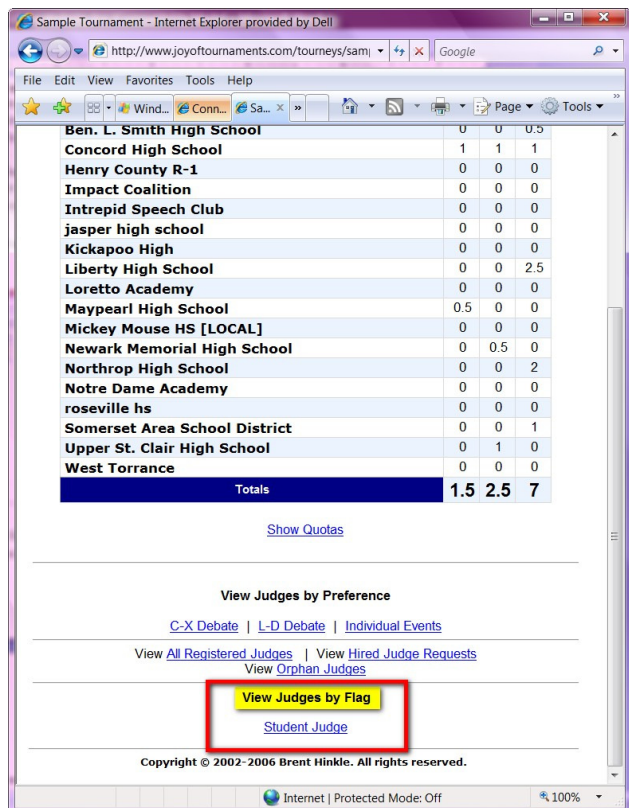 Sample Tournament - Internet Explorer provided by Dell
http://www.joyoftournaments.com/tourneys/sam Google
File Edit View Favorites Tools Help
Wind... Conn... Sa... × » Page Tools »
Ben. L. Smith High School 0 0 0.5
Concord High School 1 1 1
Henry County R-1 0 0 0
Impact Coalition 0 0 0
Intrepid Speech Club 0 0 0
jasper high school 0 0 0
Kickapoo High 0 0 0
Liberty High School 0 0 2.5
Loretto Academy 0 0 0
Maypearl High School 0.5 0 0
Mickey Mouse HS [LOCAL] 0 0 0
Newark Memorial High School 0 0.5 0
Northrop High School 0 0 2
Notre Dame Academy 0 0 0
roseville hs 0 0 0
Somerset Area School District 0 0 1
Upper St. Clair High School 0 1 0
West Torrance 0 0 0
Totals 1.5 2.5 7
Show Quotas
View Judges by Preference
C-X Debate | L-D Debate | Individual Events
View All Registered Judges | View Hired Judge Requests
View Orphan Judges
View Judges by Flag
Student Judge
Copyright © 2002-2006 Brent Hinkle. All rights reserved.
Internet | Protected Mode: Off 100%